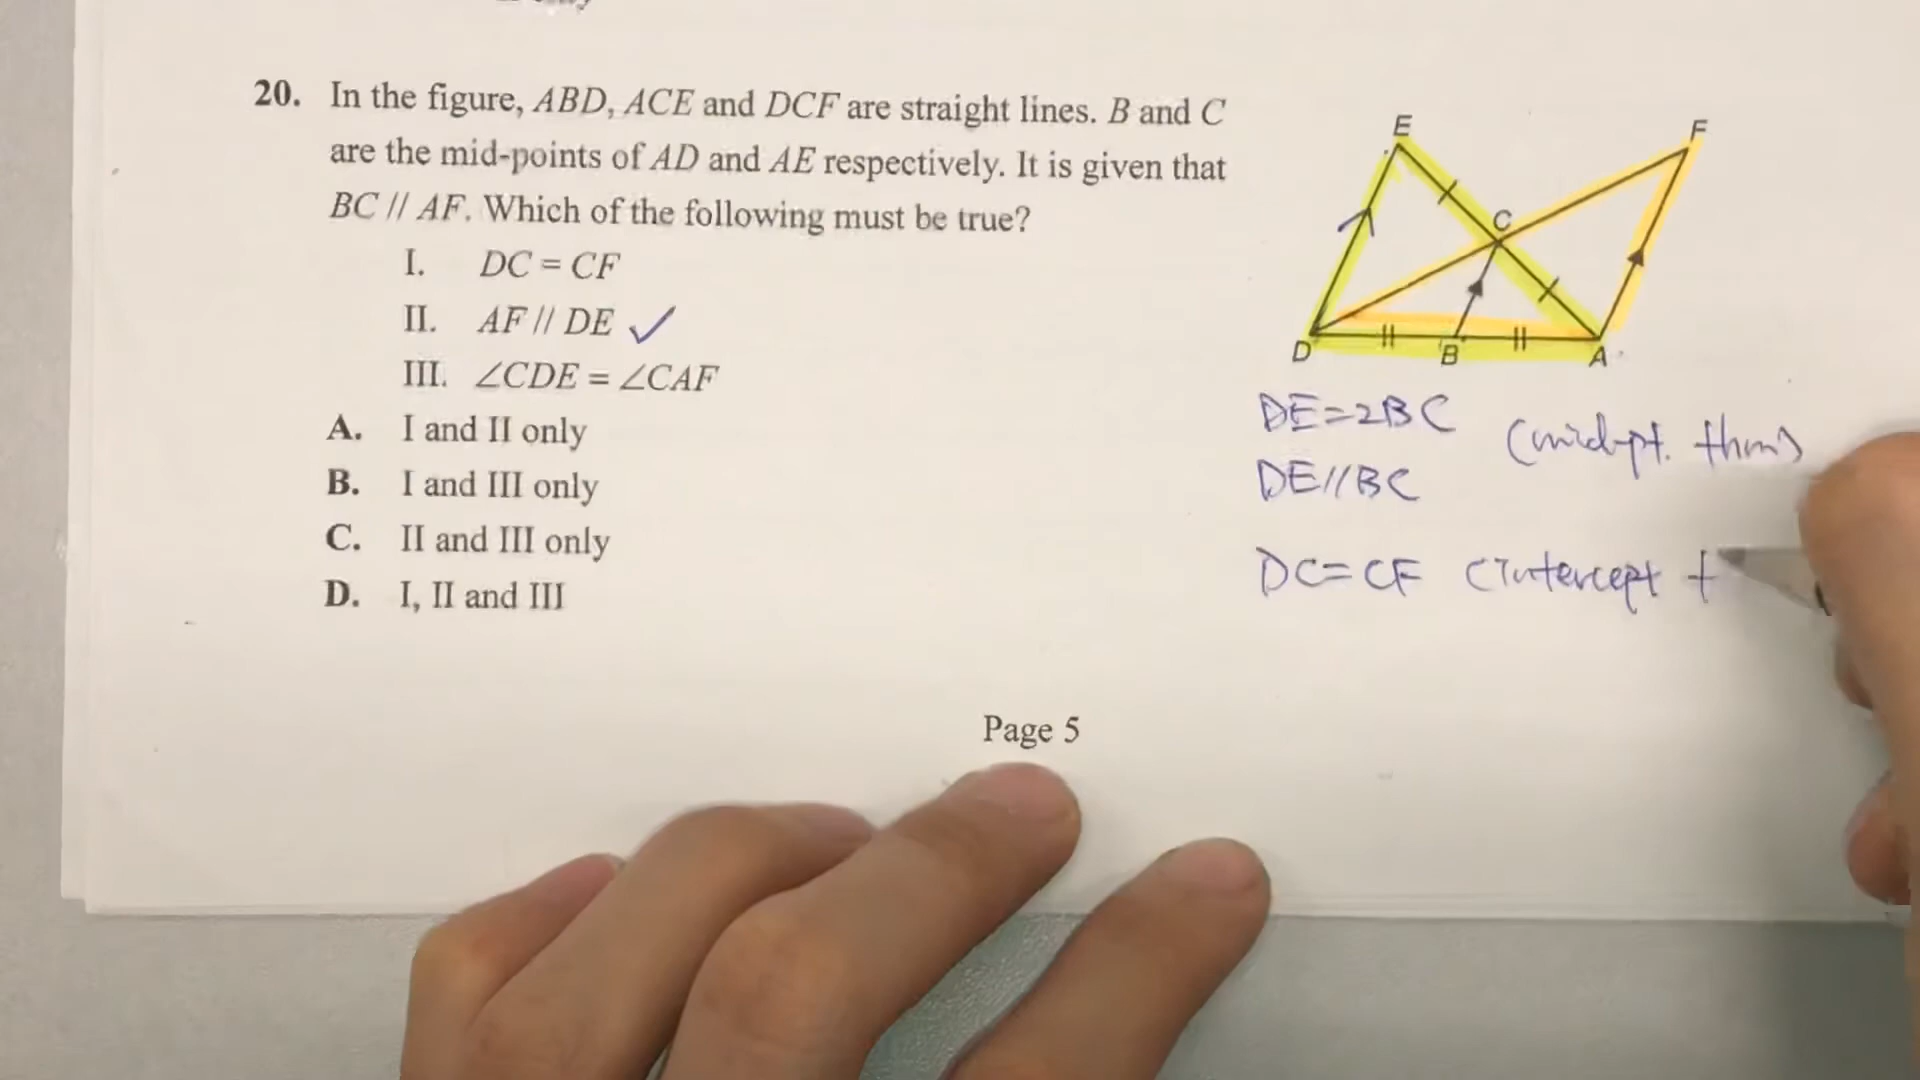 20. In the figure, ABD, ACE and DCF are straight lines. B and C
are the mid-points of AD and AE respectively. It is given that
BC // AF. Which of the following must be true?
I. DC = CF
II. AF // DE ✓
III. ∠CDE = ∠CAF
A. I and II only
B. I and III only
C. II and III only
D. I, II and III
E F
C
D B A
DE=2BC (mid-pt. thm)
DE//BC
DC=CF (intercept t
Page 5